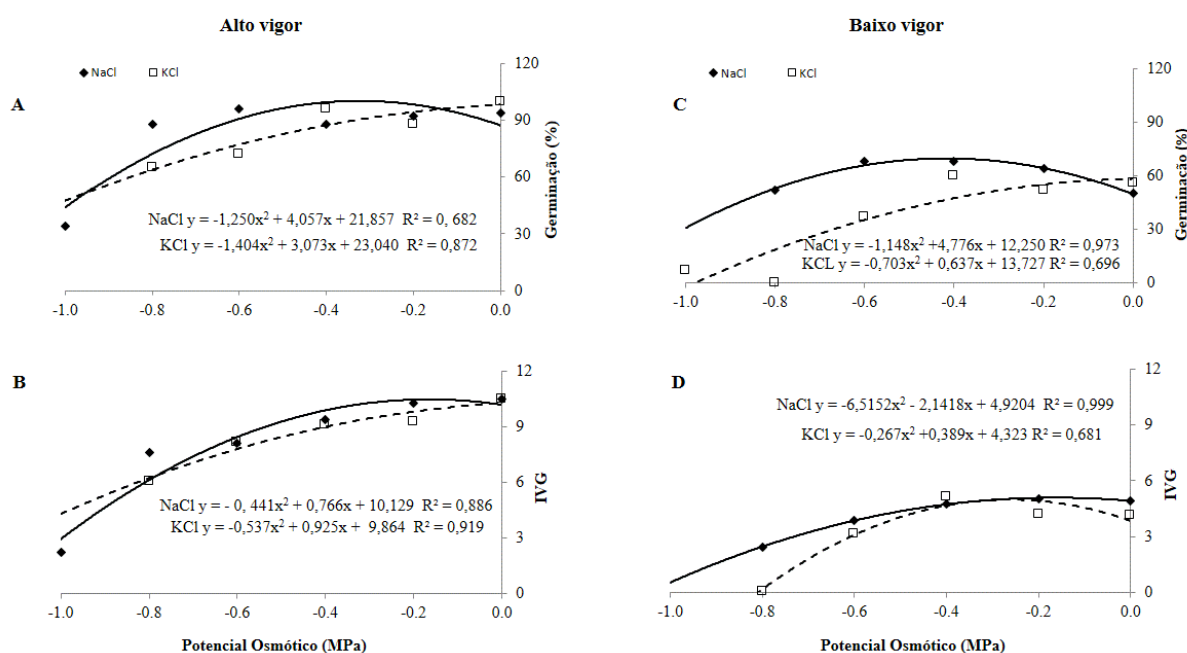 Alto vigor
NaCl KCl
A
120
90
60
30
0
Germinação (%)
NaCl y = -1,250x² + 4,057x + 21,857 R² = 0, 682
KCl y = -1,404x² + 3,073x + 23,040 R² = 0,872
-1.0 -0.8 -0.6 -0.4 -0.2 0.0
B
12
9
6
3
0
IVG
NaCl y = - 0, 441x² + 0,766x + 10,129 R² = 0,886
KCl y = -0,537x² + 0,925x + 9,864 R² = 0,919
-1.0 -0.8 -0.6 -0.4 -0.2 0.0
Potencial Osmótico (MPa)
Baixo vigor
NaCl KCl
C
120
90
60
30
0
Germinação (%)
NaCl y = -1,148x² +4,776x + 12,250 R² = 0,973
KCL y = -0,703x² + 0,637x + 13,727 R² = 0,696
-1.0 -0.8 -0.6 -0.4 -0.2 0.0
D
12
9
6
3
0
IVG
NaCl y = -6,5152x² - 2,1418x + 4,9204 R² = 0,999
KCl y = -0,267x² +0,389x + 4,323 R² = 0,681
-1.0 -0.8 -0.6 -0.4 -0.2 0.0
Potencial Osmótico (MPa)